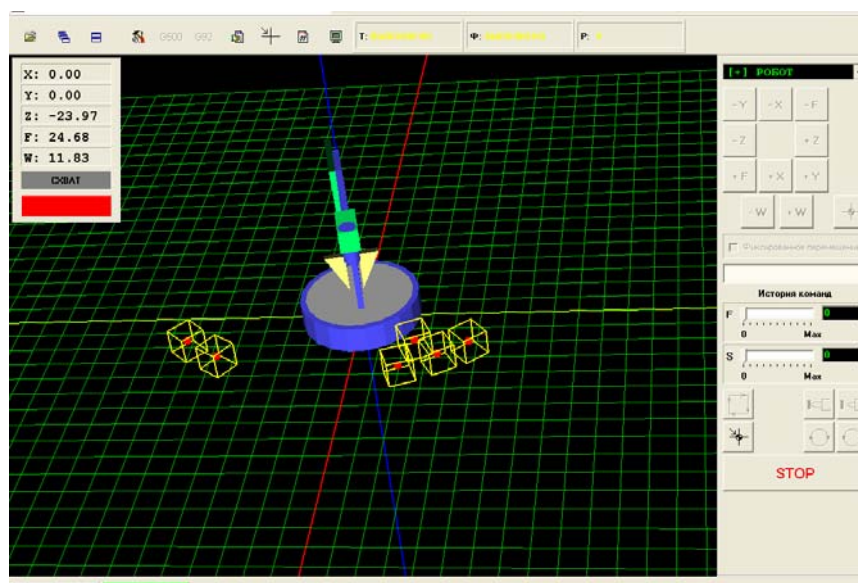 G500 G92 T: Ф: P:
X: 0.00
Y: 0.00
Z: -23.97
F: 24.68
W: 11.83
СХВАТ
[+] РОБОТ
-Y -X -F
-Z +Z
+F +X +Y
-W +W
Фиксированное перемещение
История команд
F 0
0 Max
S 0
0 Max
STOP